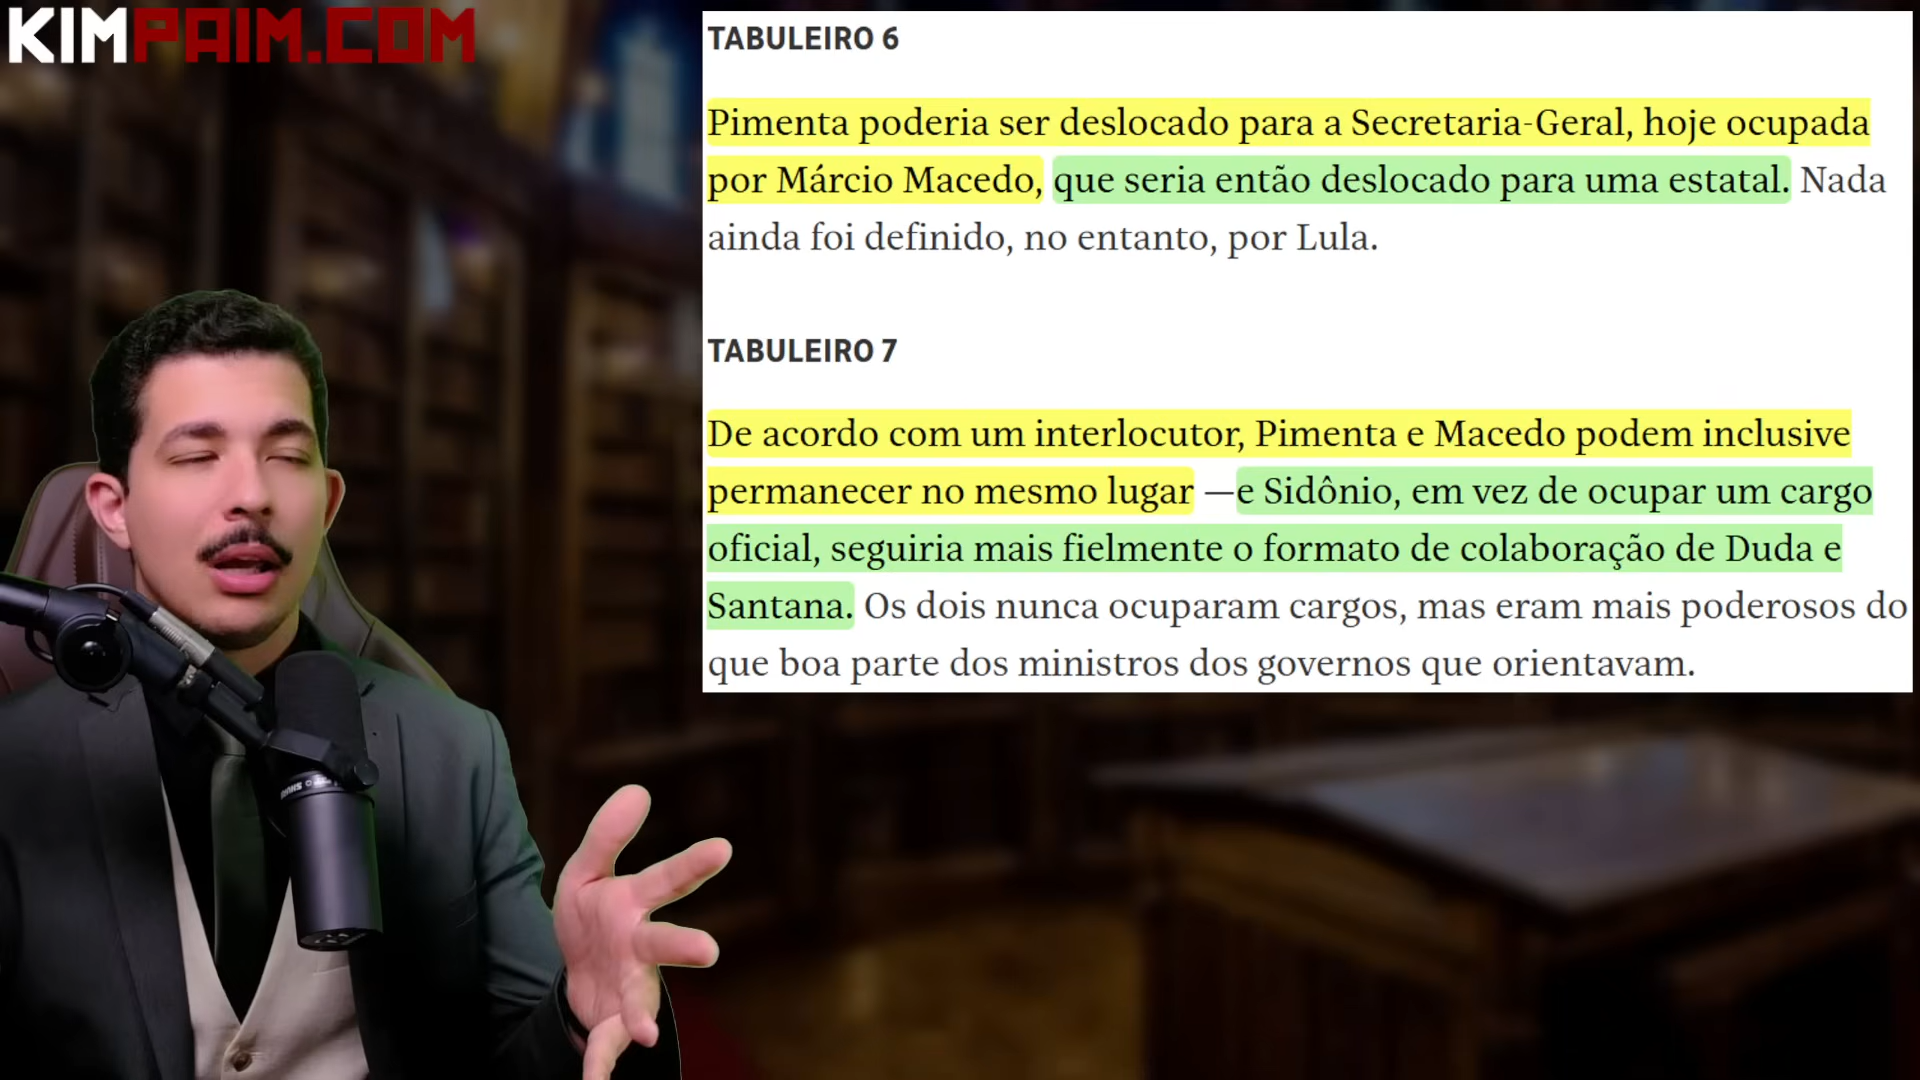 KIMPAIM.COM
TABULEIRO 6
Pimenta poderia ser deslocado para a Secretaria-Geral, hoje ocupada
por Márcio Macedo, que seria então deslocado para uma estatal. Nada
ainda foi definido, no entanto, por Lula.
TABULEIRO 7
De acordo com um interlocutor, Pimenta e Macedo podem inclusive
permanecer no mesmo lugar —e Sidônio, em vez de ocupar um cargo
oficial, seguiria mais fielmente o formato de colaboração de Duda e
Santana. Os dois nunca ocuparam cargos, mas eram mais poderosos do
que boa parte dos ministros dos governos que orientavam.